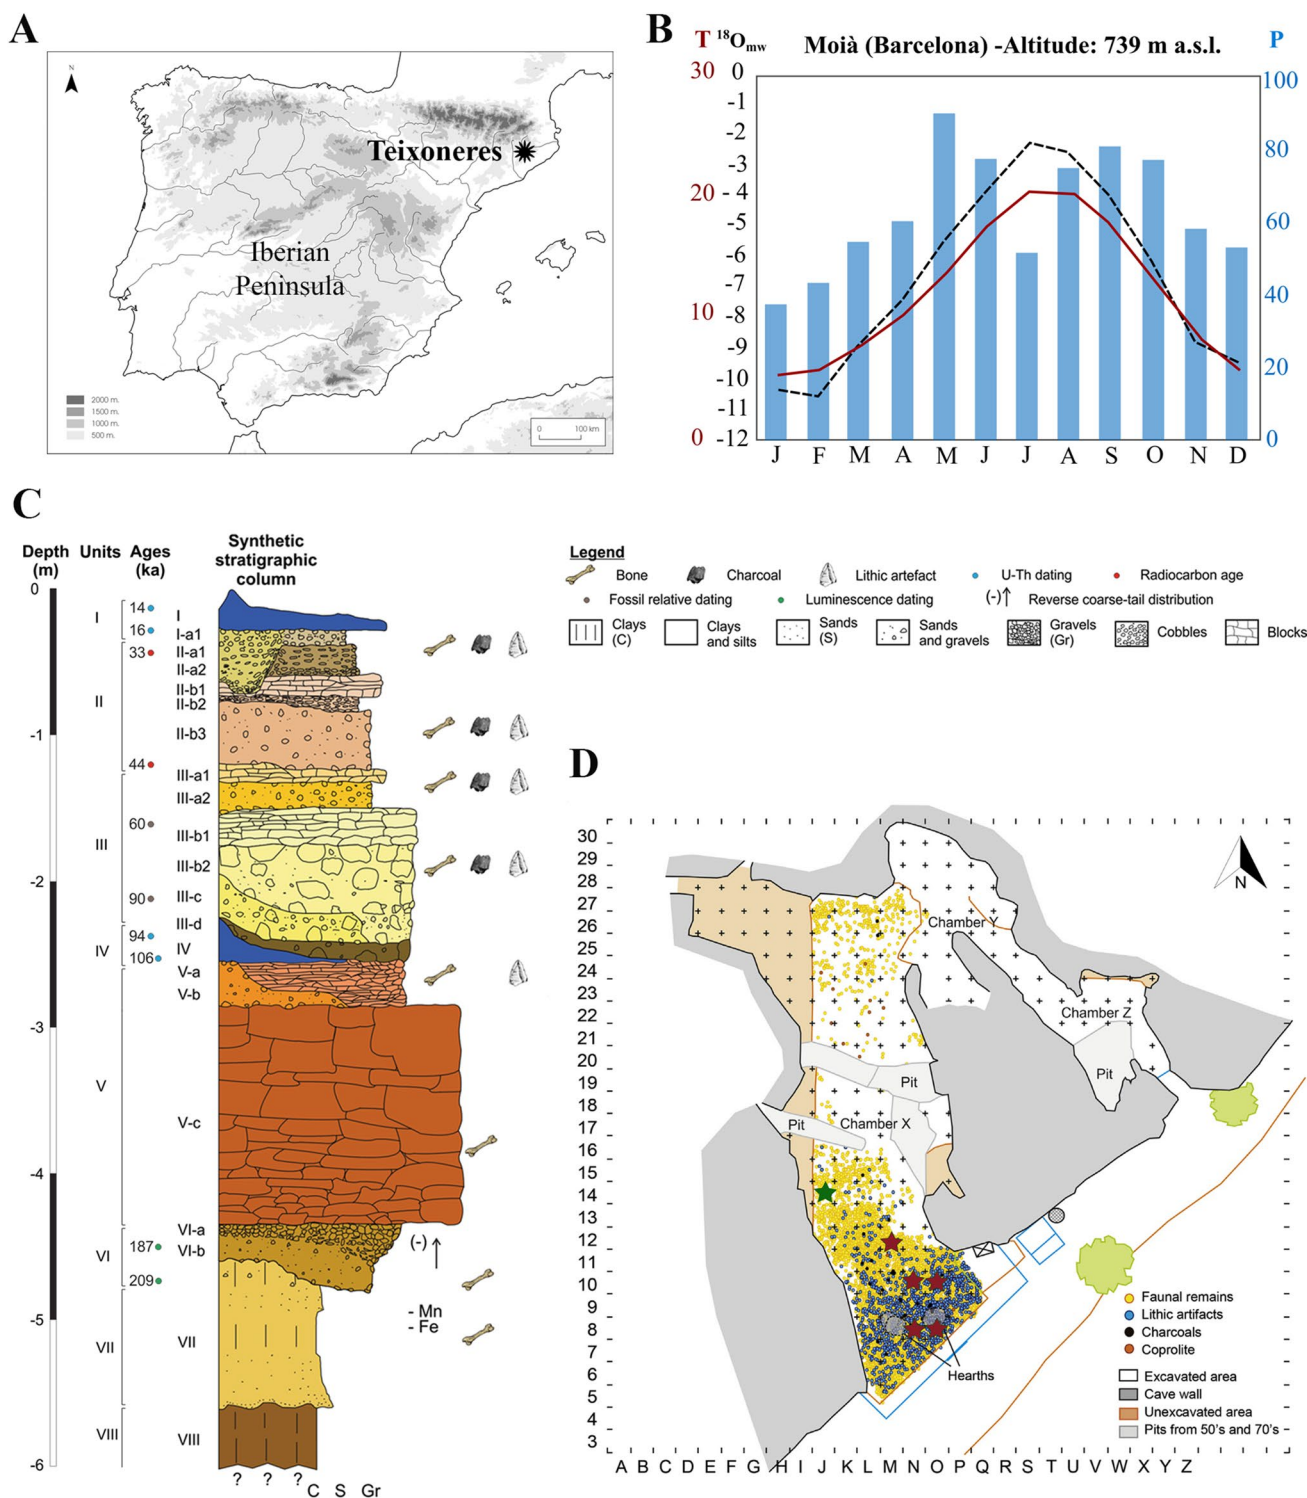 A
N
Teixoneres
Iberian
Peninsula
2000 m.
1500 m.
1000 m.
500 m.
0 100 km
B
T 18Omw Moià (Barcelona) -Altitude: 739 m a.s.l. P
30 0 100
-1
-2 80
-3
20 -4
-5 60
-6
-7 40
10 -8
-9 20
-10
-11
0 -12 0
J F M A M J J A S O N D
C
Depth
(m)
Units
Ages
(ka)
Synthetic
stratigraphic
column
0
-1
-2
-3
-4
-5
-6
I
II
III
IV
V
VI
VII
VIII
14
16
33
44
60
90
94
106
187
209
I
I-a1
II-a1
II-a2
II-b1
II-b2
II-b3
III-a1
III-a2
III-b1
III-b2
III-c
III-d
IV
V-a
V-b
V-c
VI-a
VI-b
VII
VIII
(-)
- Mn
- Fe
? ? ?
C S Gr
Legend
Bone Charcoal Lithic artefact U-Th dating Radiocarbon age
Fossil relative dating Luminescence dating (-) Reverse coarse-tail distribution
Clays
(C)
Clays
and silts
Sands
(S)
Sands
and gravels
Gravels
(Gr)
Cobbles
Blocks
D
30
29
28
27
26
25
24
23
22
21
20
19
18
17
16
15
14
13
12
11
10
9
8
7
6
5
4
3
A B C D E F G H I J K L M N O P Q R S T U V W X Y Z
N
Chamber Y
Chamber Z
Pit
Pit
Chamber X
Pit
Hearths
Faunal remains
Lithic artifacts
Charcoals
Coprolite
Excavated area
Cave wall
Unexcavated area
Pits from 50's and 70's